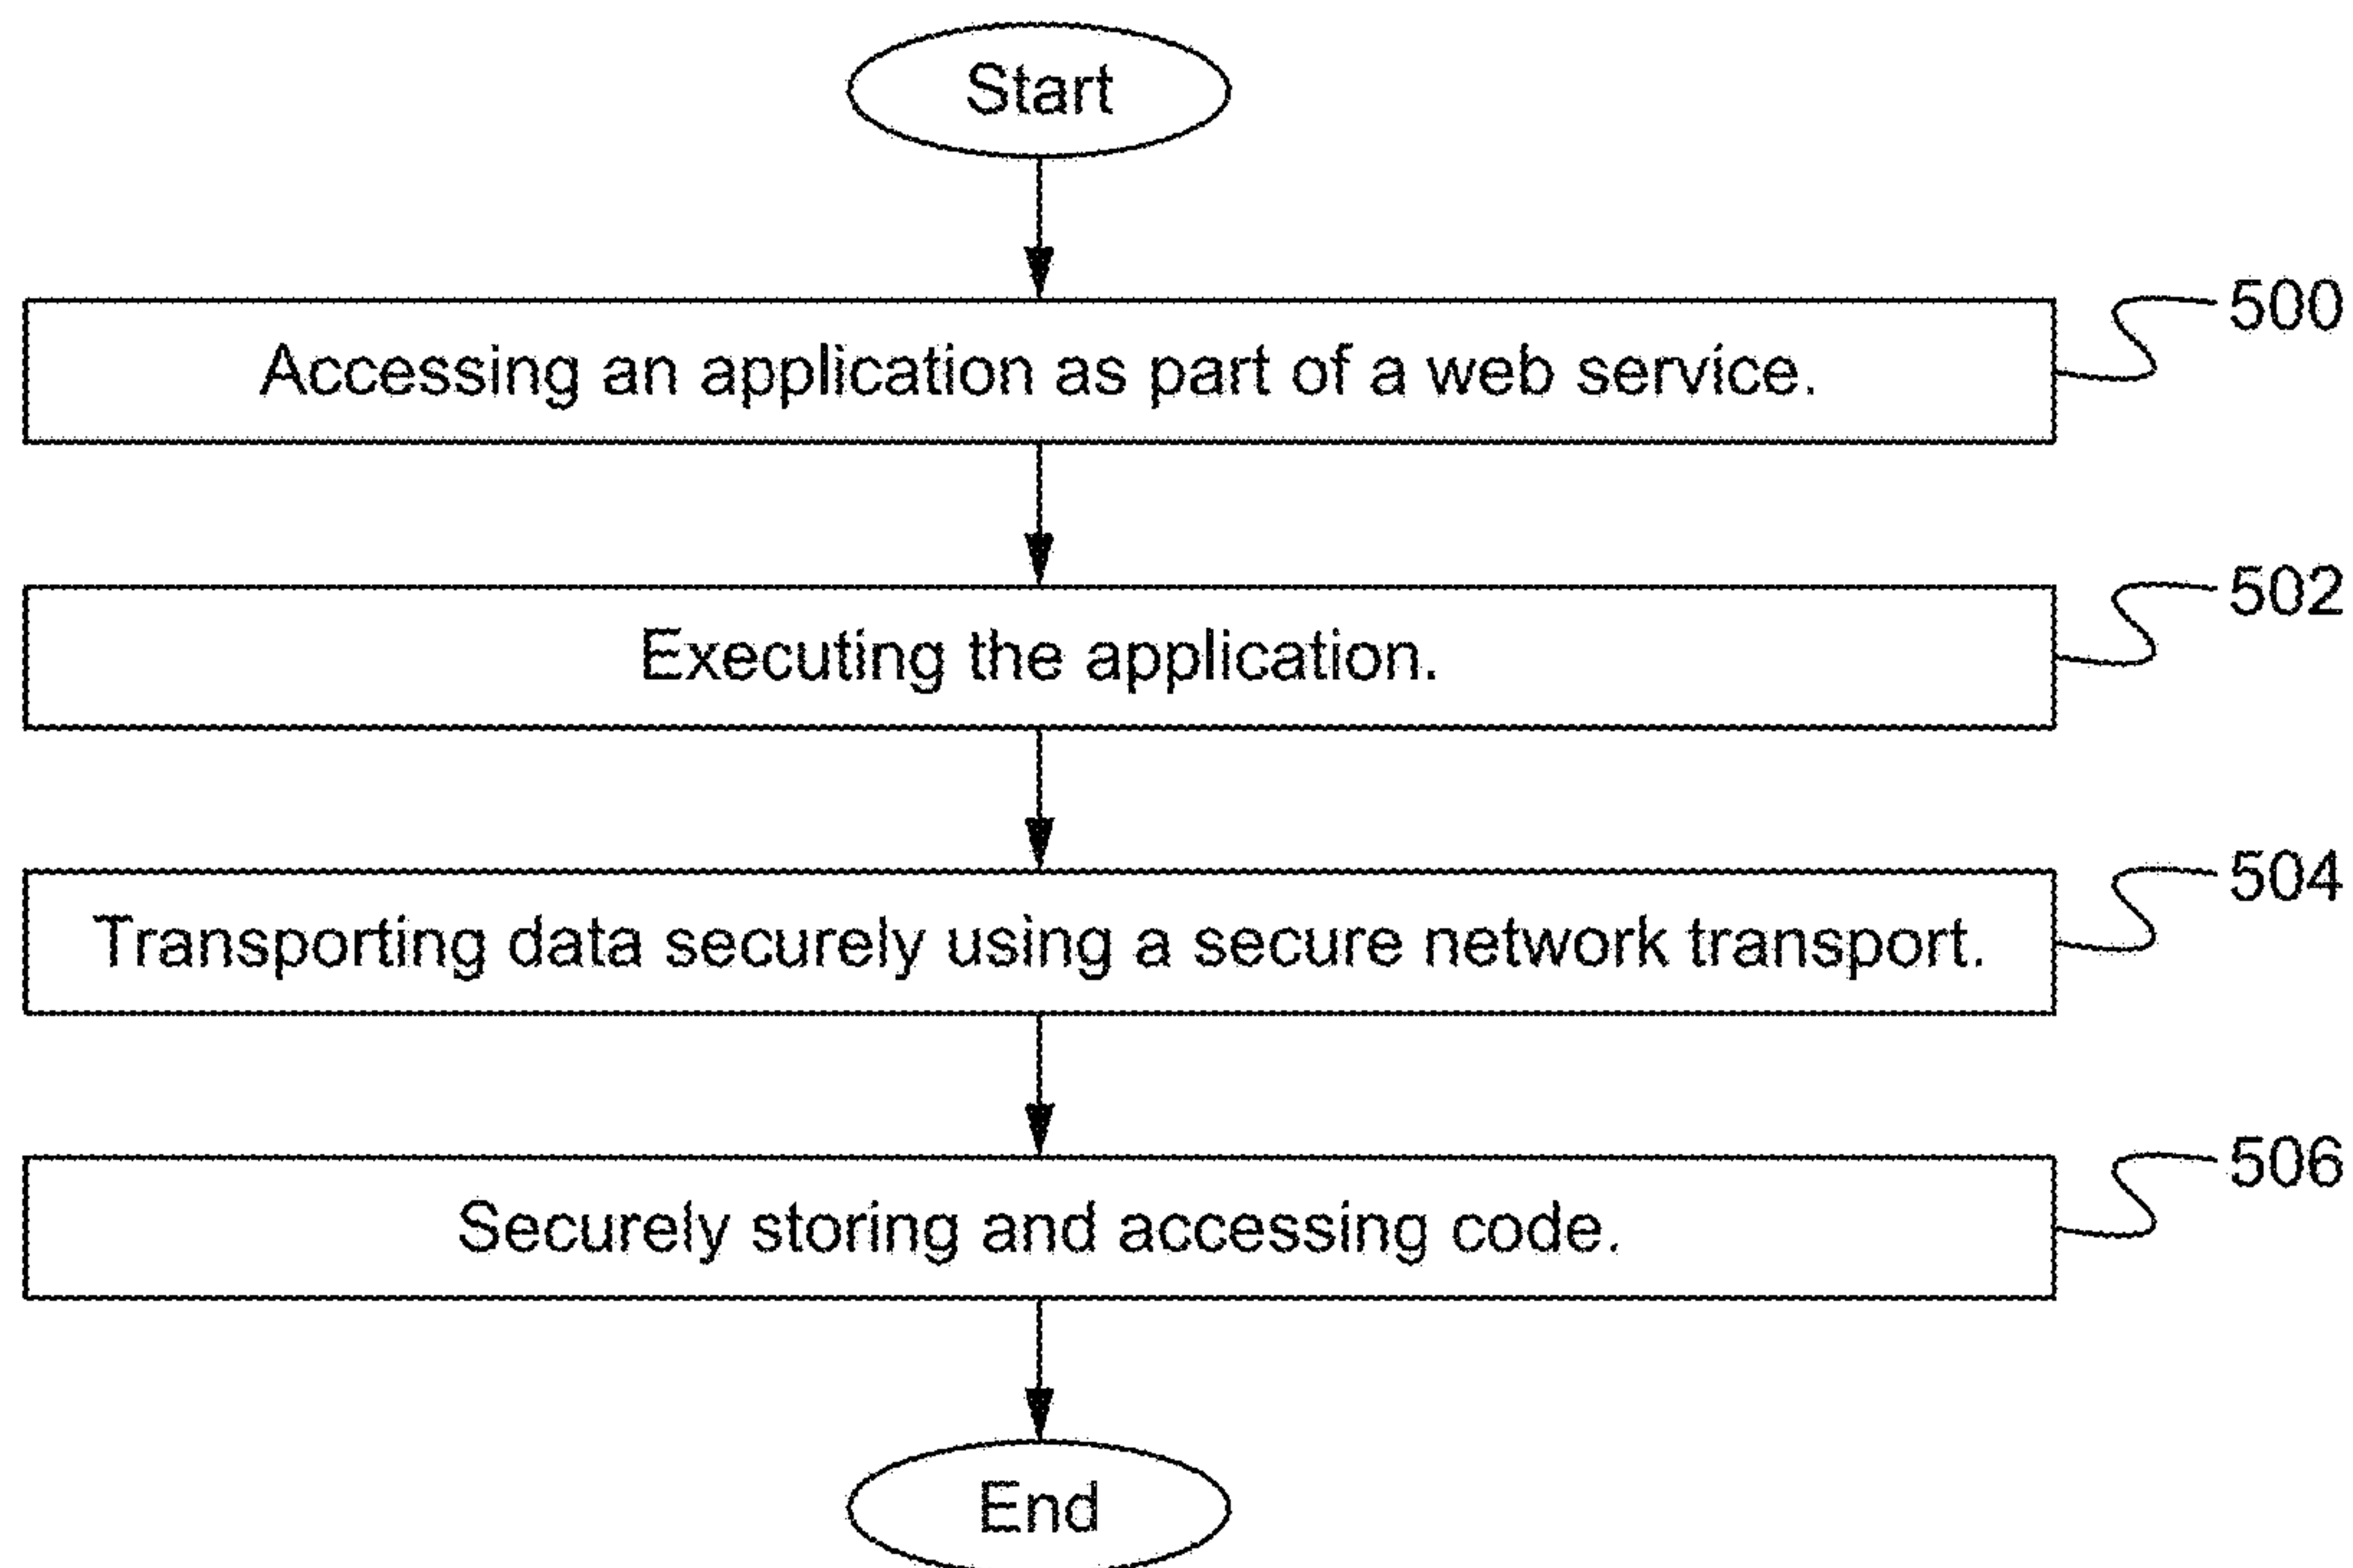 Start
Accessing an application as part of a web service.
500
Executing the application.
502
Transporting data securely using a secure network transport.
504
Securely storing and accessing code.
506
End